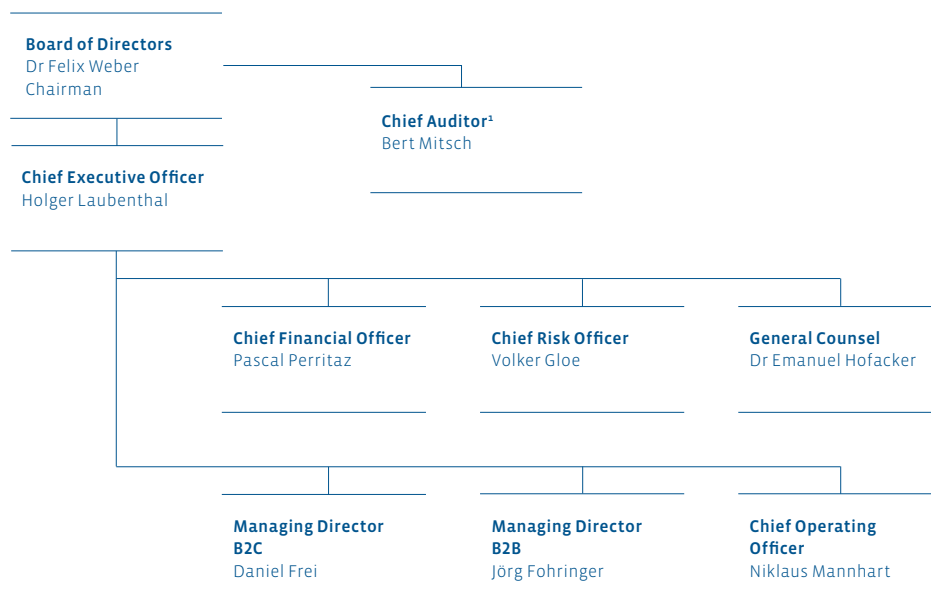 Board of Directors
Dr Felix Weber
Chairman
Chief Auditor¹
Bert Mitsch
Chief Executive Officer
Holger Laubenthal
Chief Financial Officer
Pascal Perritaz
Chief Risk Officer
Volker Gloe
General Counsel
Dr Emanuel Hofacker
Managing Director
B2C
Daniel Frei
Managing Director
B2B
Jörg Fohringer
Chief Operating
Officer
Niklaus Mannhart